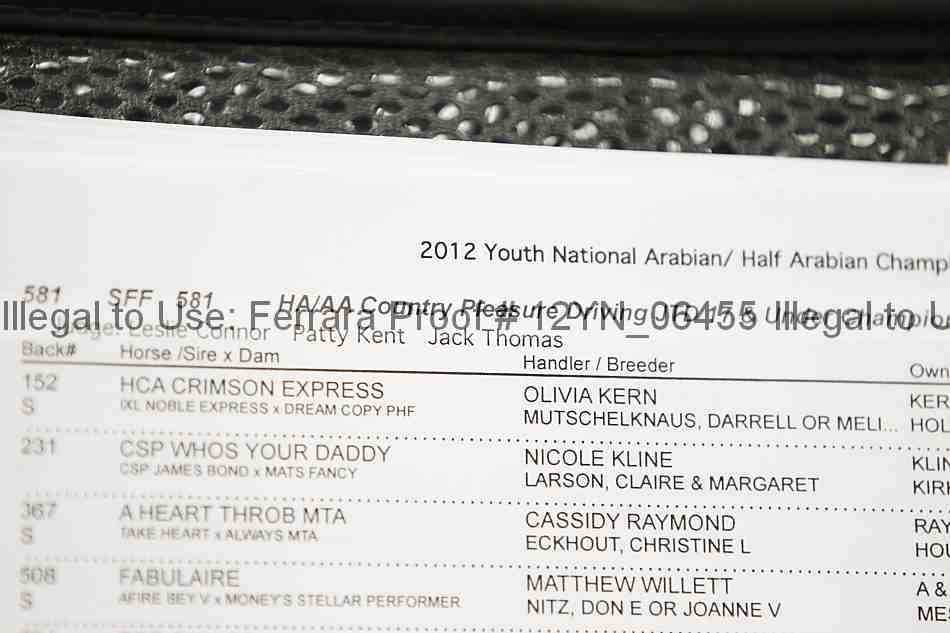 2012 Youth National Arabian/ Half Arabian Champ
581 SFF 581 HA/AA Country Pleasure Driving JTD 17 & Under Champion
Illegal to Use: Ferrara Proof # 12YN_06455 Illegal to U
Leslie Connor Patty Kent Jack Thomas
Back# Horse /Sire x Dam Handler / Breeder Own
152 HCA CRIMSON EXPRESS OLIVIA KERN KER
S IXL NOBLE EXPRESS x DREAM COPY PHF MUTSCHELKNAUS, DARRELL OR MELI... HOL
231 CSP WHOS YOUR DADDY NICOLE KLINE KLIN
CSP JAMES BOND x MATS FANCY LARSON, CLAIRE & MARGARET KIRK
367 A HEART THROB MTA CASSIDY RAYMOND RAY
S TAKE HEART x ALWAYS MTA ECKHOUT, CHRISTINE L HOU
508 FABULAIRE MATTHEW WILLETT A &
S AFIRE BEY V x MONEY'S STELLAR PERFORMER NITZ, DON E OR JOANNE V MES